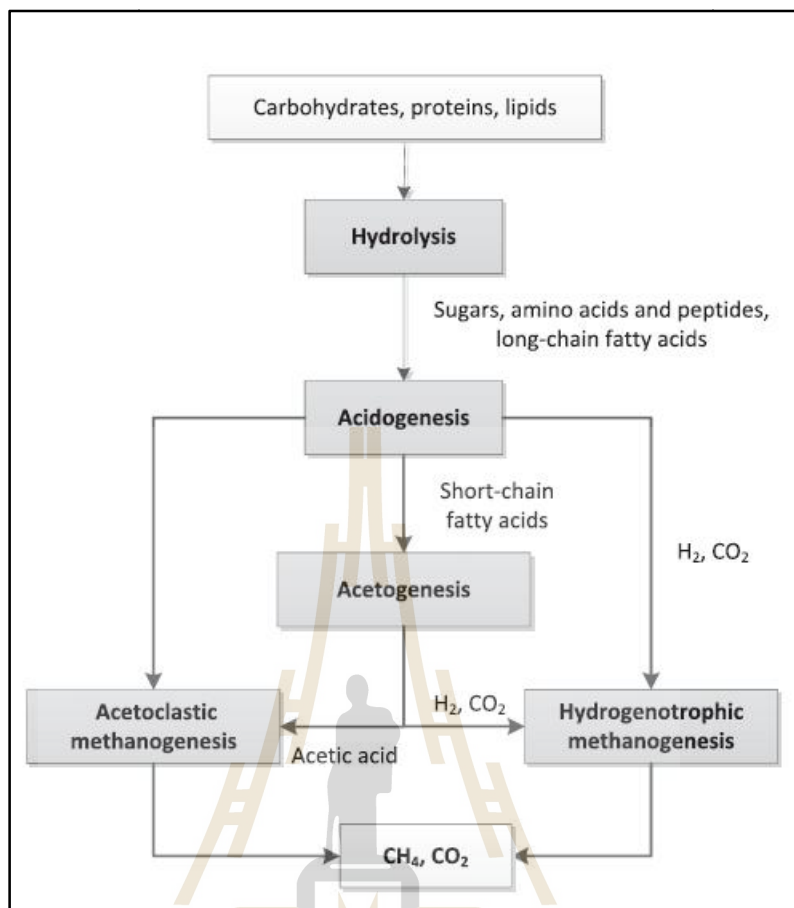 Carbohydrates, proteins, lipids
Hydrolysis
Sugars, amino acids and peptides,
long-chain fatty acids
Acidogenesis
Short-chain
fatty acids
H₂, CO₂
Acetogenesis
Acetoclastic
methanogenesis
H₂, CO₂
Acetic acid
Hydrogenotrophic
methanogenesis
CH₄, CO₂